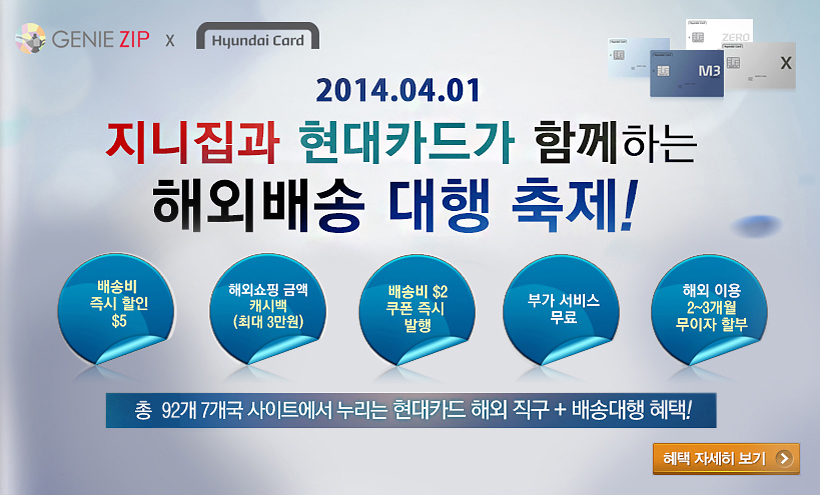 GENIE ZIP X Hyundai Card
ZERO
M3
X
2014.04.01
지니집과 현대카드가 함께하는
해외배송 대행 축제!
배송비
즉시 할인
$5
해외쇼핑 금액
캐시백
(최대 3만원)
배송비 $2
쿠폰 즉시
발행
부가 서비스
무료
해외 이용
2~3개월
무이자 할부
총 92개 7개국 사이트에서 누리는 현대카드 해외 직구 + 배송대행 혜택!
혜택 자세히 보기